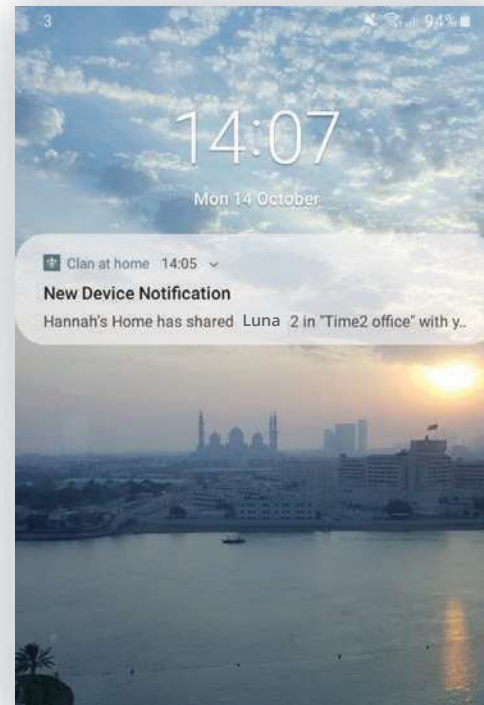 3 94%
14:07
Mon 14 October
Clan at home 14:05
New Device Notification
Hannah's Home has shared Luna 2 in "Time2 office" with y..